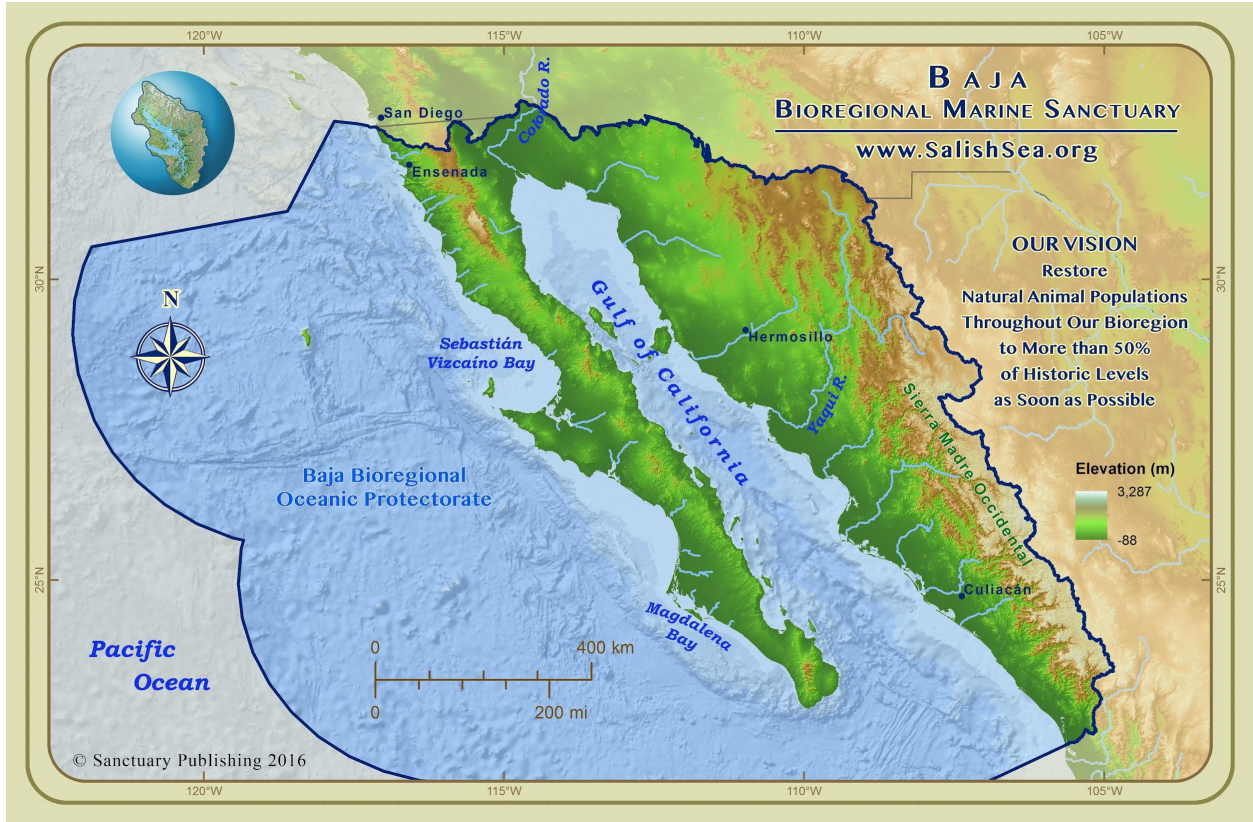 120°W
115°W
110°W
105°W
BAJA
BIOREGIONAL MARINE SANCTUARY
www.SalishSea.org
San Diego
Colorado R.
Ensenada
OUR VISION
Restore
Natural Animal Populations
Throughout Our Bioregion
to More than 50%
of Historic Levels
as Soon as Possible
30°N
30°N
N
Gulf of California
Hermosillo
Sebastián
Vizcaíno Bay
Yaqui R.
Sierra Madre Occidental
Baja Bioregional
Oceanic Protectorate
Elevation (m)
3,287
-88
25°N
25°N
Culiacán
Magdalena
Bay
Pacific
Ocean
0
400 km
0
200 mi
© Sanctuary Publishing 2016
120°W
115°W
110°W
105°W